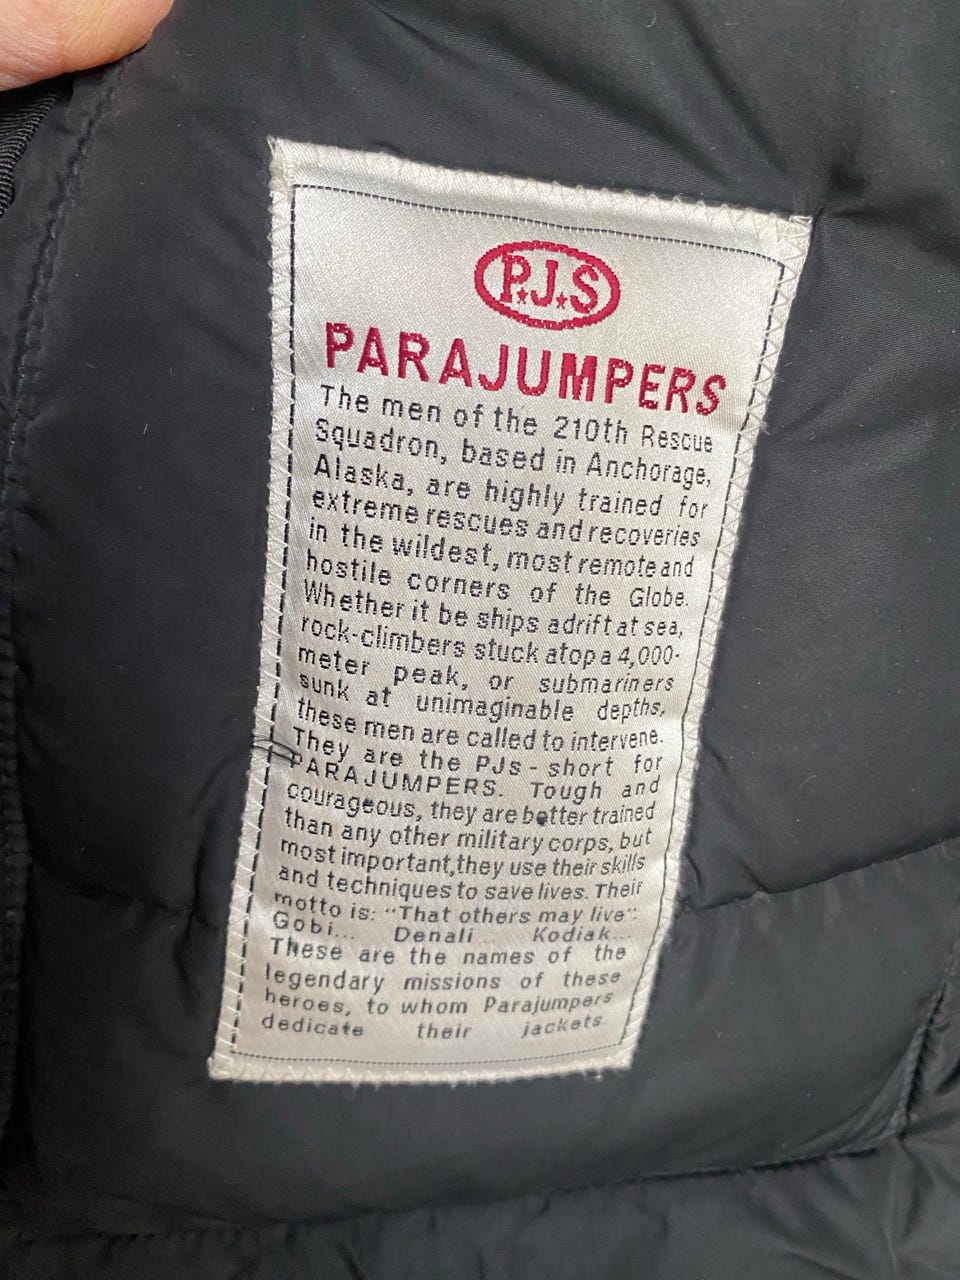 P.J.S
PARAJUMPERS
The men of the 210th Rescue
Squadron, based in Anchorage,
Alaska, are highly trained for
extreme rescues and recoveries
in the wildest, most remote and
hostile corners of the Globe.
Whether it be ships adrift at sea,
rock-climbers stuck atop a 4,000-
meter peak, or submariners
sunk at unimaginable depths,
these men are called to intervene.
They are the PJs - short for
PARAJUMPERS. Tough and
courageous, they are better trained
than any other military corps, but
most important,they use their skills
and techniques to save lives. Their
motto is: "That others may live":
Gobi... Denali... Kodiak...
These are the names of the
legendary missions of these
heroes, to whom Parajumpers
dedicate their jackets.